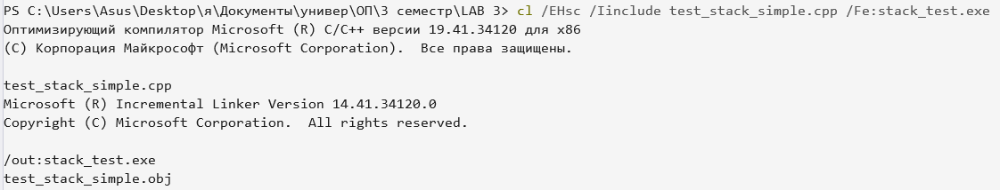 PS C:\Users\Asus\Desktop\я\Документы\универ\ОП\3 семестр\LAB 3> cl /EHsc /Iinclude test_stack_simple.cpp /Fe:stack_test.exe
Оптимизирующий компилятор Microsoft (R) C/C++ версии 19.41.34120 для x86
(C) Корпорация Майкрософт (Microsoft Corporation).  Все права защищены.

test_stack_simple.cpp
Microsoft (R) Incremental Linker Version 14.41.34120.0
Copyright (C) Microsoft Corporation.  All rights reserved.

/out:stack_test.exe
test_stack_simple.obj